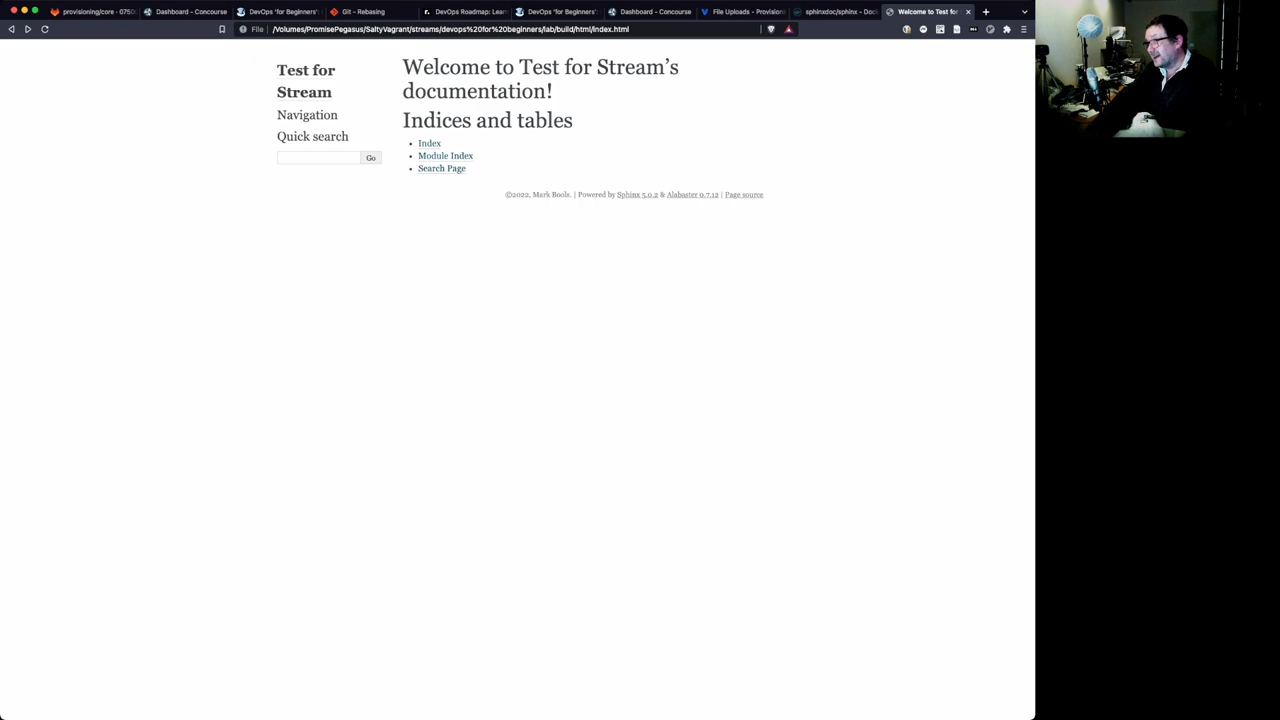 provisioning/core · 075
Dashboard - Concourse
DevOps 'for Beginners'
Git - Rebasing
DevOps Roadmap: Lear
DevOps 'for Beginners'
Dashboard - Concourse
File Uploads - Provision
sphinxdoc/sphinx - Doc
Welcome to Test for
File
/Volumes/PromisePegasus/SaltyVagrant/streams/devops%20for%20beginners/lab/build/html/index.html
Test for
Stream
Navigation
Quick search
Go
Welcome to Test for Stream's
documentation!
Indices and tables
• Index
• Module Index
• Search Page
©2022, Mark Bools. | Powered by Sphinx 5.0.2 & Alabaster 0.7.12 | Page source